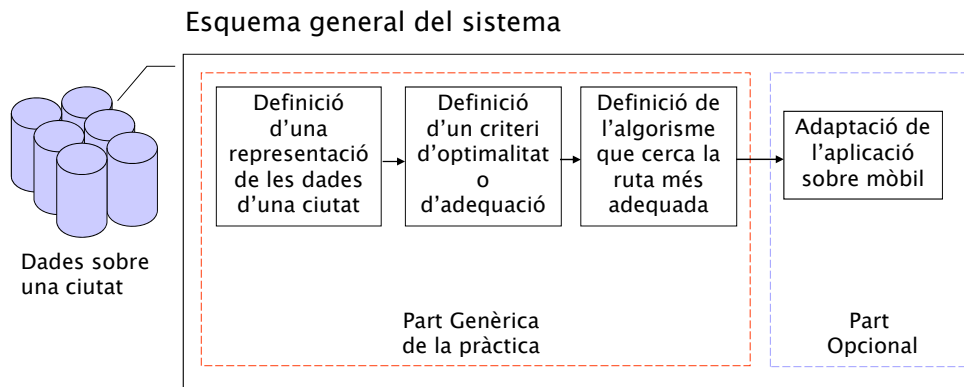 Esquema general del sistema
Definició
d'una
representació
de les dades
d'una ciutat
Definició
d'un criteri
d'optimalitat
o
d'adequació
Definició de
l'algorisme
que cerca la
ruta més
adequada
Adaptació de
l'aplicació
sobre mòbil
Dades sobre
una ciutat
Part Genèrica
de la pràctica
Part
Opcional